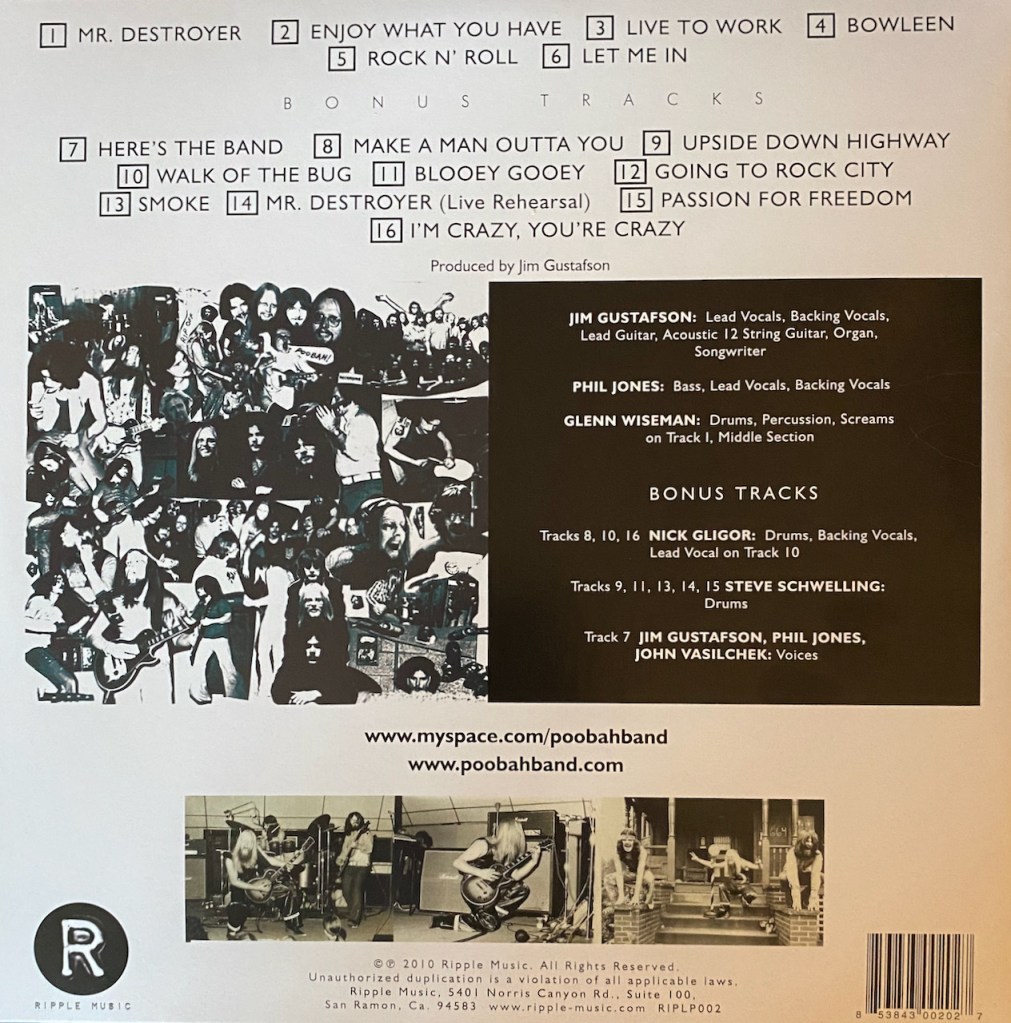 1 MR. DESTROYER 2 ENJOY WHAT YOU HAVE 3 LIVE TO WORK 4 BOWLEEN
5 ROCK N' ROLL 6 LET ME IN
BONUS TRACKS
7 HERE'S THE BAND 8 MAKE A MAN OUTTA YOU 9 UPSIDE DOWN HIGHWAY
10 WALK OF THE BUG 11 BLOOEY GOOEY 12 GOING TO ROCK CITY
13 SMOKE 14 MR. DESTROYER (Live Rehearsal) 15 PASSION FOR FREEDOM
16 I'M CRAZY, YOU'RE CRAZY
Produced by Jim Gustafson
POOBAH!
JIM GUSTAFSON: Lead Vocals, Backing Vocals,
Lead Guitar, Acoustic 12 String Guitar, Organ,
Songwriter
PHIL JONES: Bass, Lead Vocals, Backing Vocals
GLENN WISEMAN: Drums, Percussion, Screams
on Track 1, Middle Section
BONUS TRACKS
Tracks 8, 10, 16 NICK GLIGOR: Drums, Backing Vocals,
Lead Vocal on Track 10
Tracks 9, 11, 13, 14, 15 STEVE SCHWELLING:
Drums
Track 7 JIM GUSTAFSON, PHIL JONES,
JOHN VASILCHEK: Voices
www.myspace.com/poobahband
www.poobahband.com
R
RIPPLE MUSIC
©℗ 2010 Ripple Music. All Rights Reserved.
Unauthorized duplication is a violation of all applicable laws.
Ripple Music, 5401 Norris Canyon Rd., Suite 100,
San Ramon, Ca. 94583 www.ripple-music.com RIPLP002
8 53843 00202 7